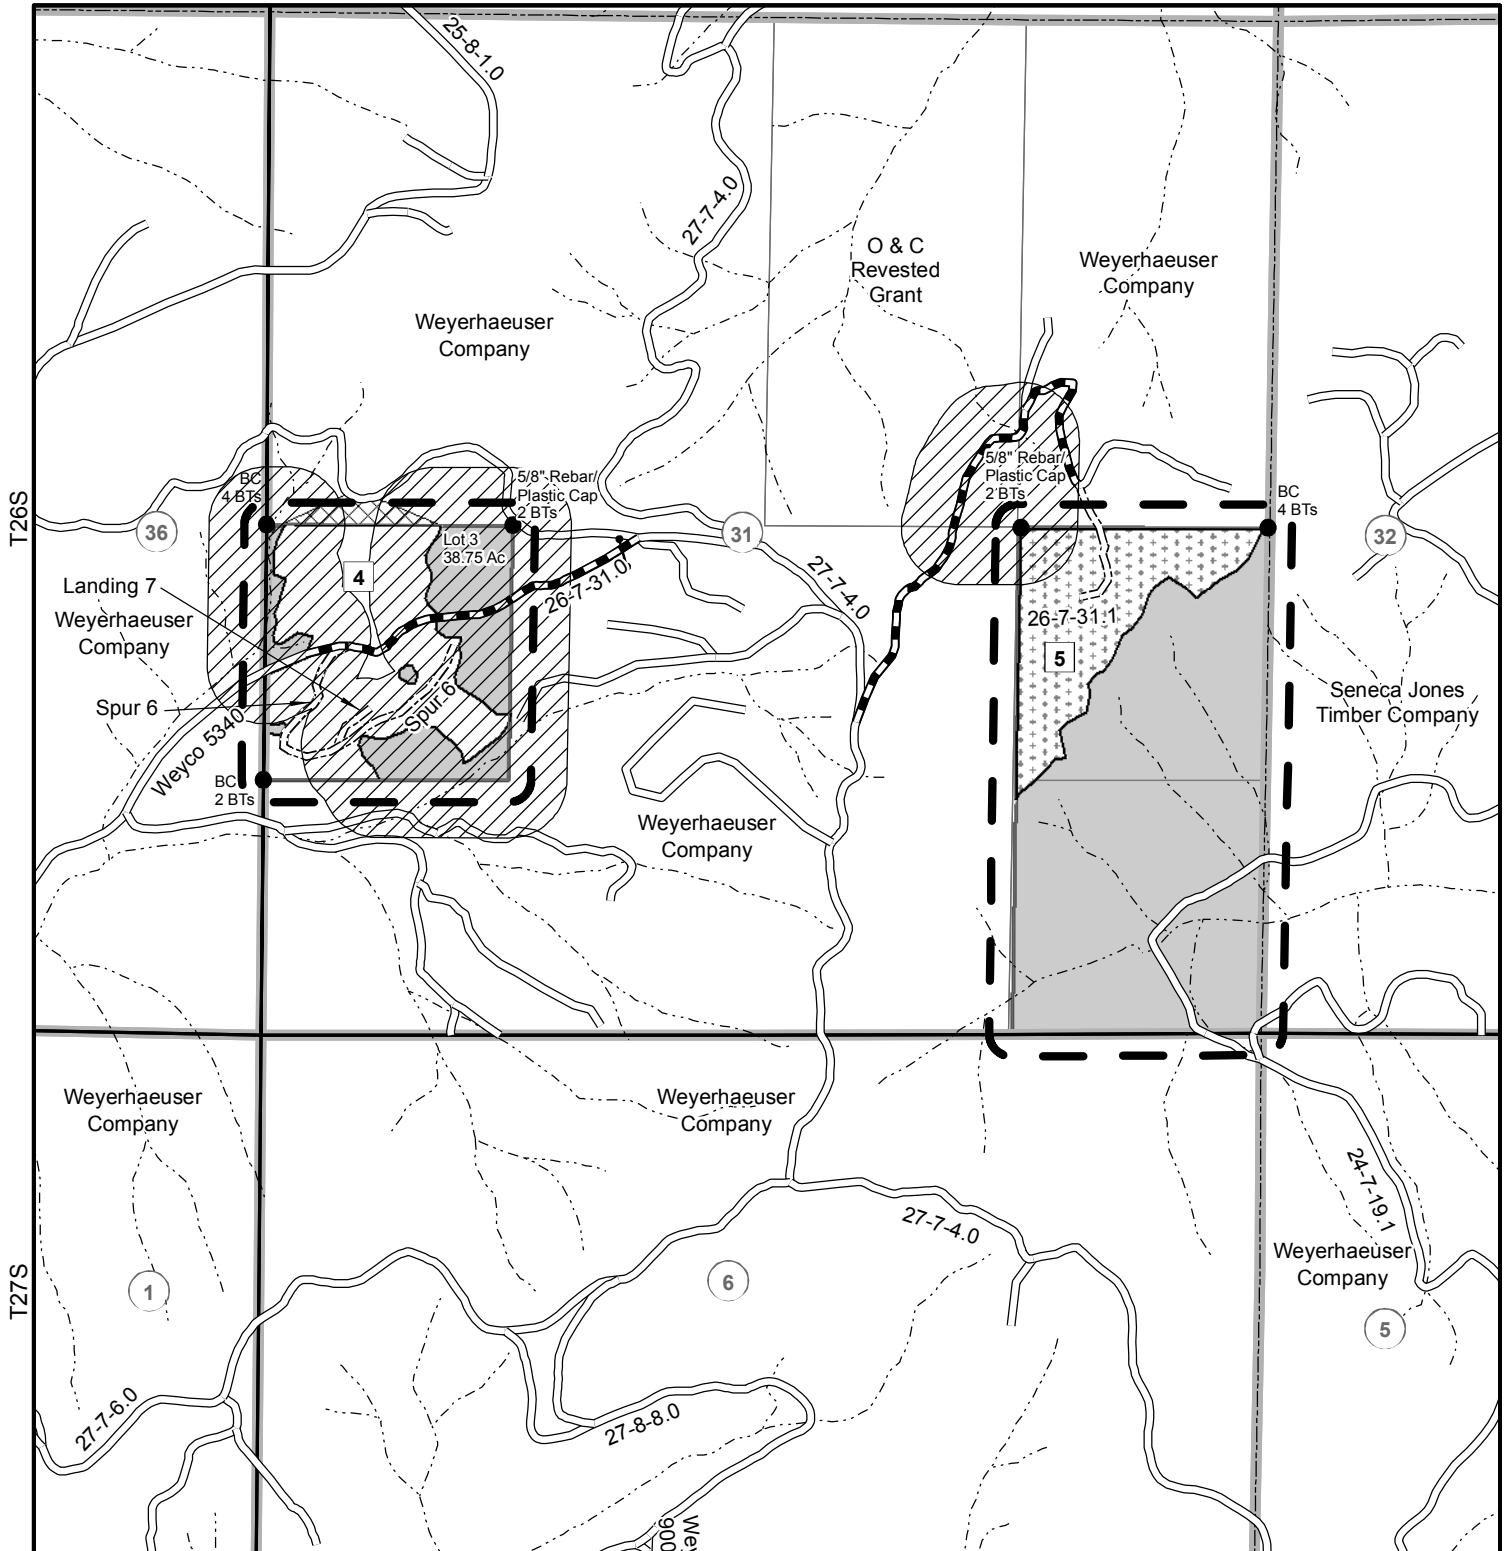 25-8-1.0
27-7-4.0
O & C
Revested
Grant
Weyerhaeuser
Company
Weyerhaeuser
Company
T26S
BC
4 BTs
5/8" Rebar/
Plastic Cap
2 BTs
5/8" Rebar/
Plastic Cap
2 BTs
BC
4 BTs
36
31
32
Lot 3
38.75 Ac
4
26-7-31.0
27-7-4.0
Landing 7
Weyerhaeuser
Company
26-7-31.1
5
Spur 6
Spur 6
Weyco 5340
Seneca Jones
Timber Company
BC
2 BTs
Weyerhaeuser
Company
Weyerhaeuser
Company
Weyerhaeuser
Company
24-7-19.1
27-7-4.0
Weyerhaeuser
Company
T27S
1
6
5
27-7-6.0
27-8-8.0